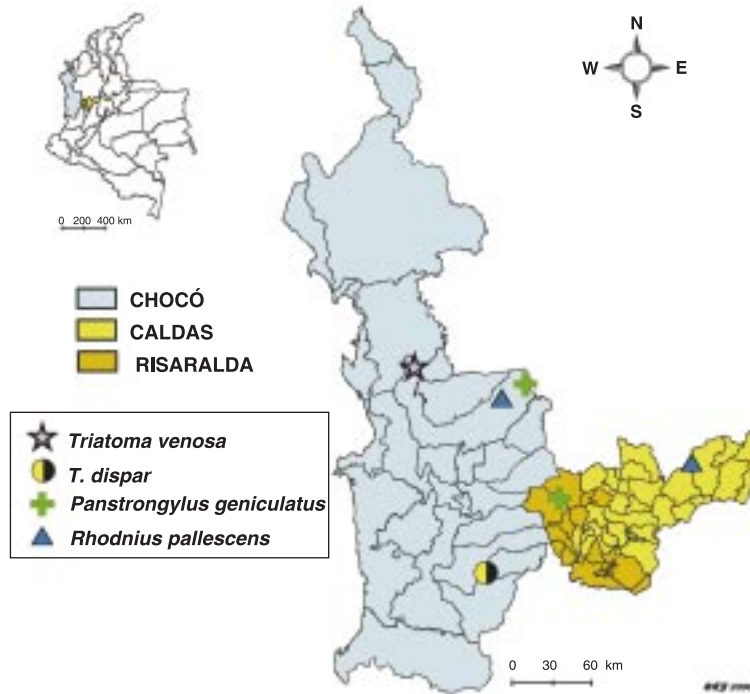 N
W E
S
0 200 400 km
CHOCÓ
CALDAS
RISARALDA
Triatoma venosa
T. dispar
Panstrongylus geniculatus
Rhodnius pallescens
0 30 60 km